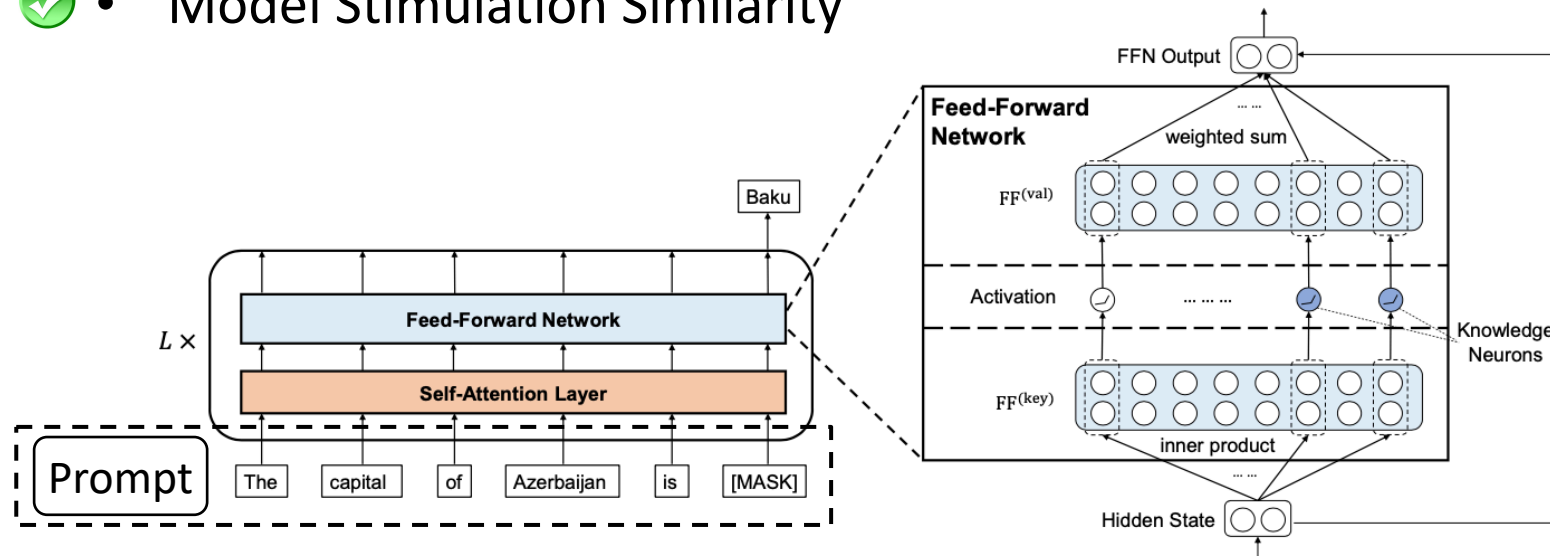 • Model Stimulation Similarity
FFN Output
Feed-Forward
Network
... ...
weighted sum
FF(val)
Activation
... ... ...
Knowledge
Neurons
FF(key)
inner product
... ...
Hidden State
Baku
L ×
Feed-Forward Network
Self-Attention Layer
Prompt
The capital of Azerbaijan is [MASK]